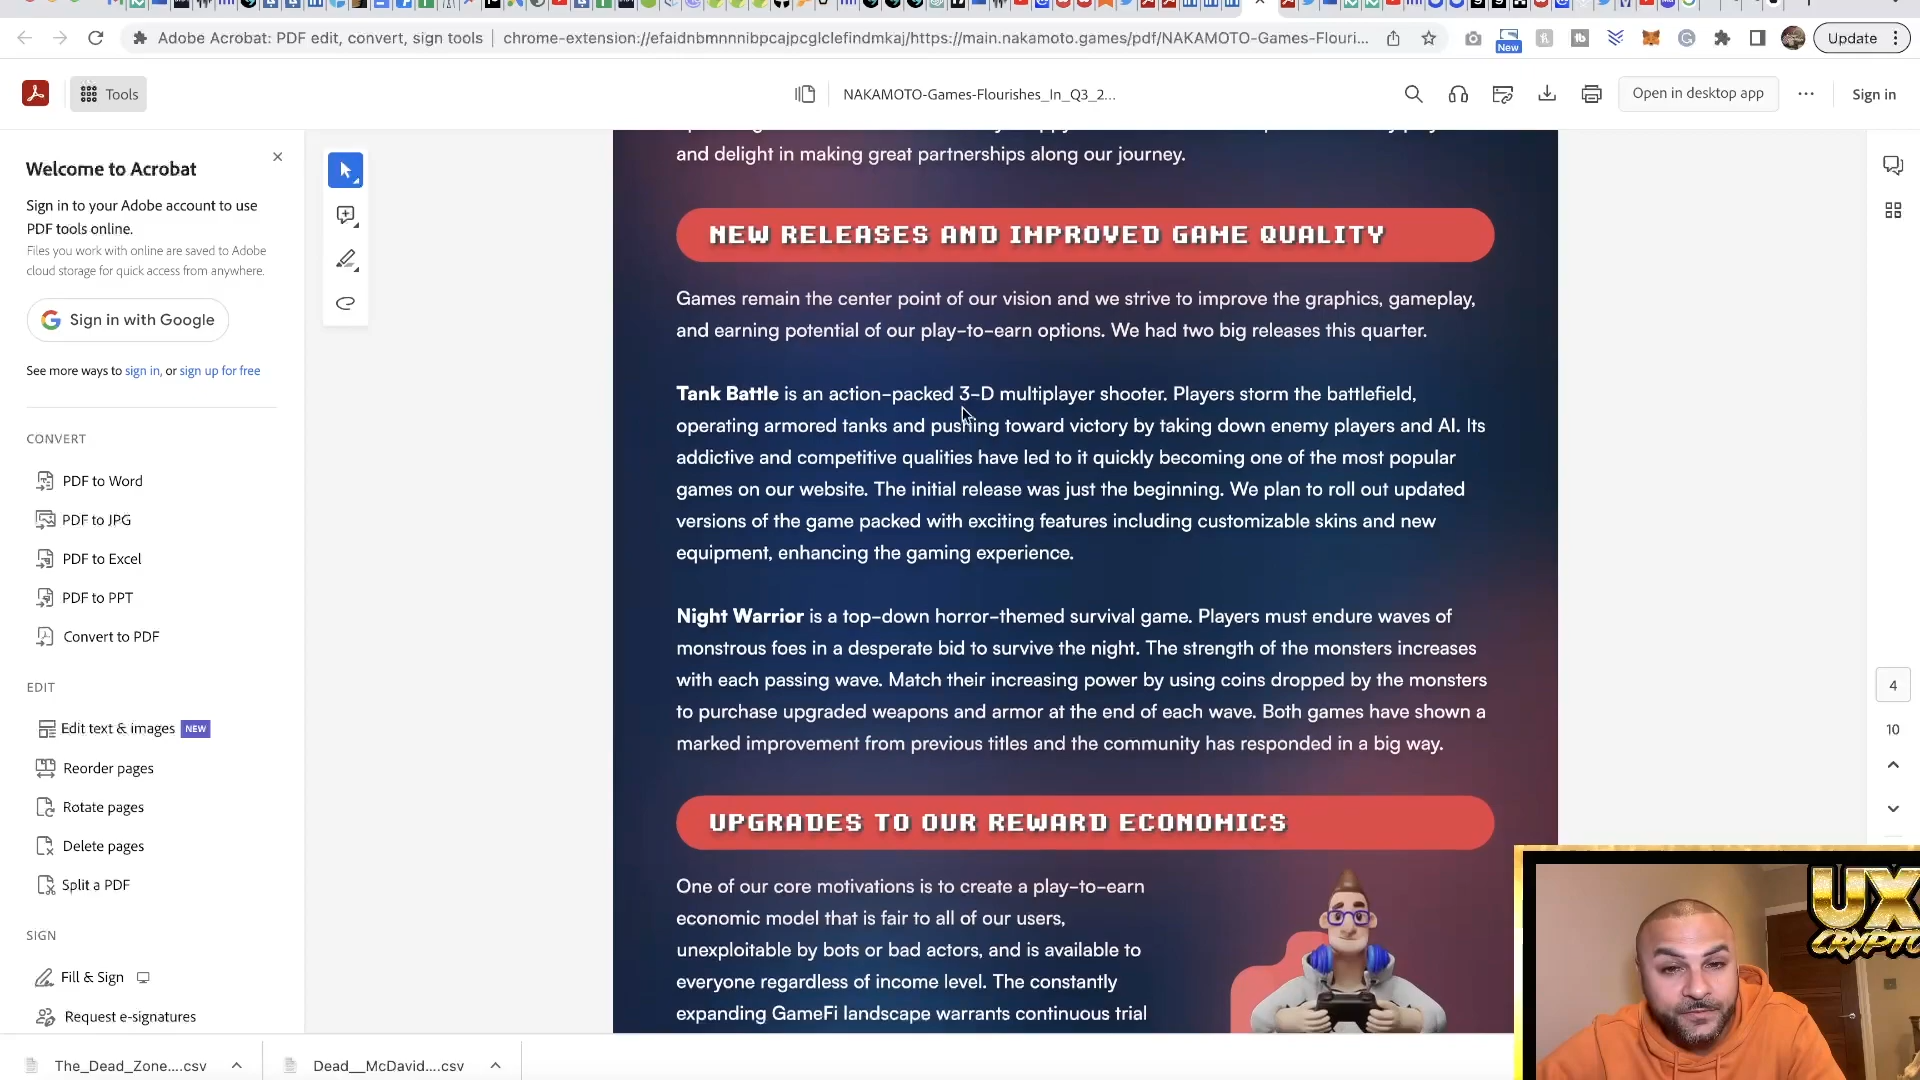 Adobe Acrobat: PDF edit, convert, sign tools
chrome-extension://efaidnbmnnnibpcajpcglclefindmkaj/https://main.nakamoto.games/pdf/NAKAMOTO-Games-Flouri...
New
Update
Tools
NAKAMOTO-Games-Flourishes_In_Q3_2...
Open in desktop app
Sign in
Welcome to Acrobat
Sign in to your Adobe account to use
PDF tools online.
Files you work with online are saved to Adobe
cloud storage for quick access from anywhere.
Sign in with Google
See more ways to sign in, or sign up for free
CONVERT
PDF to Word
PDF to JPG
PDF to Excel
PDF to PPT
Convert to PDF
EDIT
Edit text & images NEW
Reorder pages
Rotate pages
Delete pages
Split a PDF
SIGN
Fill & Sign
Request e-signatures
and delight in making great partnerships along our journey.
NEW RELEASES AND IMPROVED GAME QUALITY
Games remain the center point of our vision and we strive to improve the graphics, gameplay,
and earning potential of our play-to-earn options. We had two big releases this quarter.
Tank Battle is an action-packed 3-D multiplayer shooter. Players storm the battlefield,
operating armored tanks and pushing toward victory by taking down enemy players and AI. Its
addictive and competitive qualities have led to it quickly becoming one of the most popular
games on our website. The initial release was just the beginning. We plan to roll out updated
versions of the game packed with exciting features including customizable skins and new
equipment, enhancing the gaming experience.
Night Warrior is a top-down horror-themed survival game. Players must endure waves of
monstrous foes in a desperate bid to survive the night. The strength of the monsters increases
with each passing wave. Match their increasing power by using coins dropped by the monsters
to purchase upgraded weapons and armor at the end of each wave. Both games have shown a
marked improvement from previous titles and the community has responded in a big way.
UPGRADES TO OUR REWARD ECONOMICS
One of our core motivations is to create a play-to-earn
economic model that is fair to all of our users,
unexploitable by bots or bad actors, and is available to
everyone regardless of income level. The constantly
expanding GameFi landscape warrants continuous trial
4
10
UX
CRYPTO
The_Dead_Zone....csv
Dead__McDavid....csv